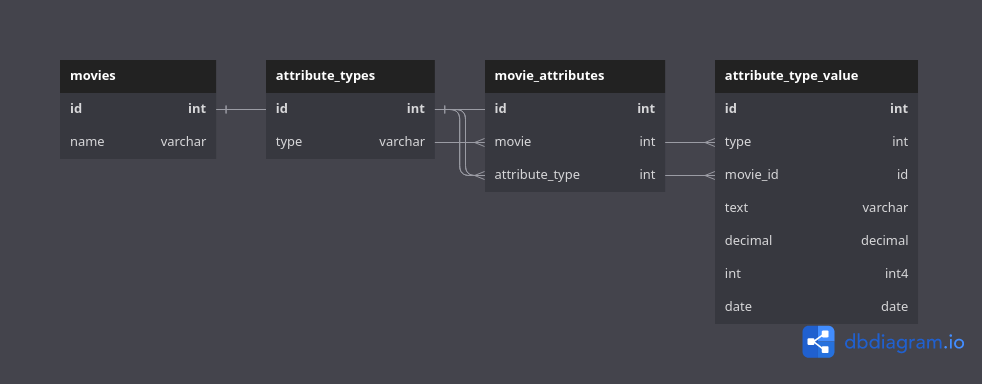 movies
id int
name varchar
attribute_types
id int
type varchar
movie_attributes
id int
movie int
attribute_type int
attribute_type_value
id int
type int
movie_id id
text varchar
decimal decimal
int int4
date date
dbdiagram.io